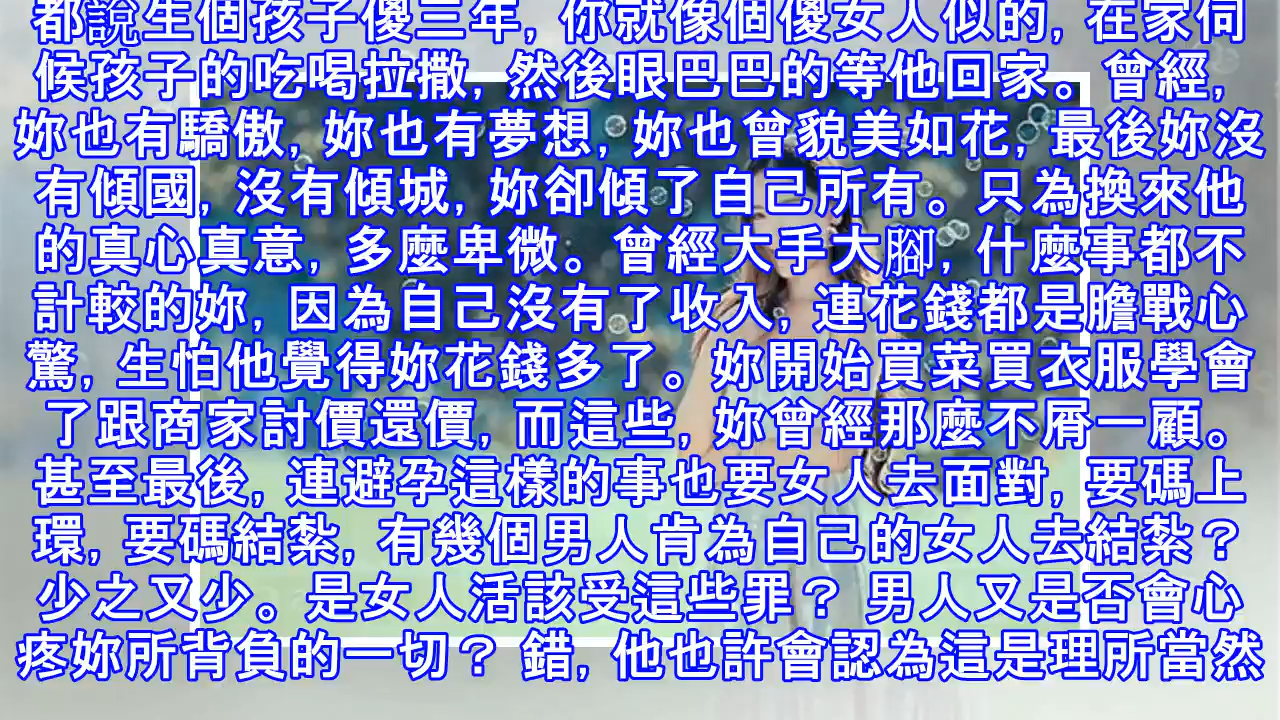 都說生個孩子傻三年, 你就像個傻女人似的, 在家伺
候孩子的吃喝拉撒, 然後眼巴巴的等他回家。曾經,
妳也有驕傲, 妳也有夢想, 妳也曾貌美如花, 最後妳沒
有傾國, 沒有傾城, 妳卻傾了自己所有。只為換來他
的真心真意, 多麼卑微。曾經大手大腳, 什麼事都不
計較的妳, 因為自己沒有了收入, 連花錢都是膽戰心
驚, 生怕他覺得妳花錢多了。妳開始買菜買衣服學會
了跟商家討價還價, 而這些, 妳曾經那麼不屑一顧。
甚至最後, 連避孕這樣的事也要女人去面對, 要碼上
環, 要碼結紮, 有幾個男人肯為自己的女人去結紮？
少之又少。是女人活該受這些罪？ 男人又是否會心
疼妳所背負的一切？ 錯, 他也許會認為這是理所當然